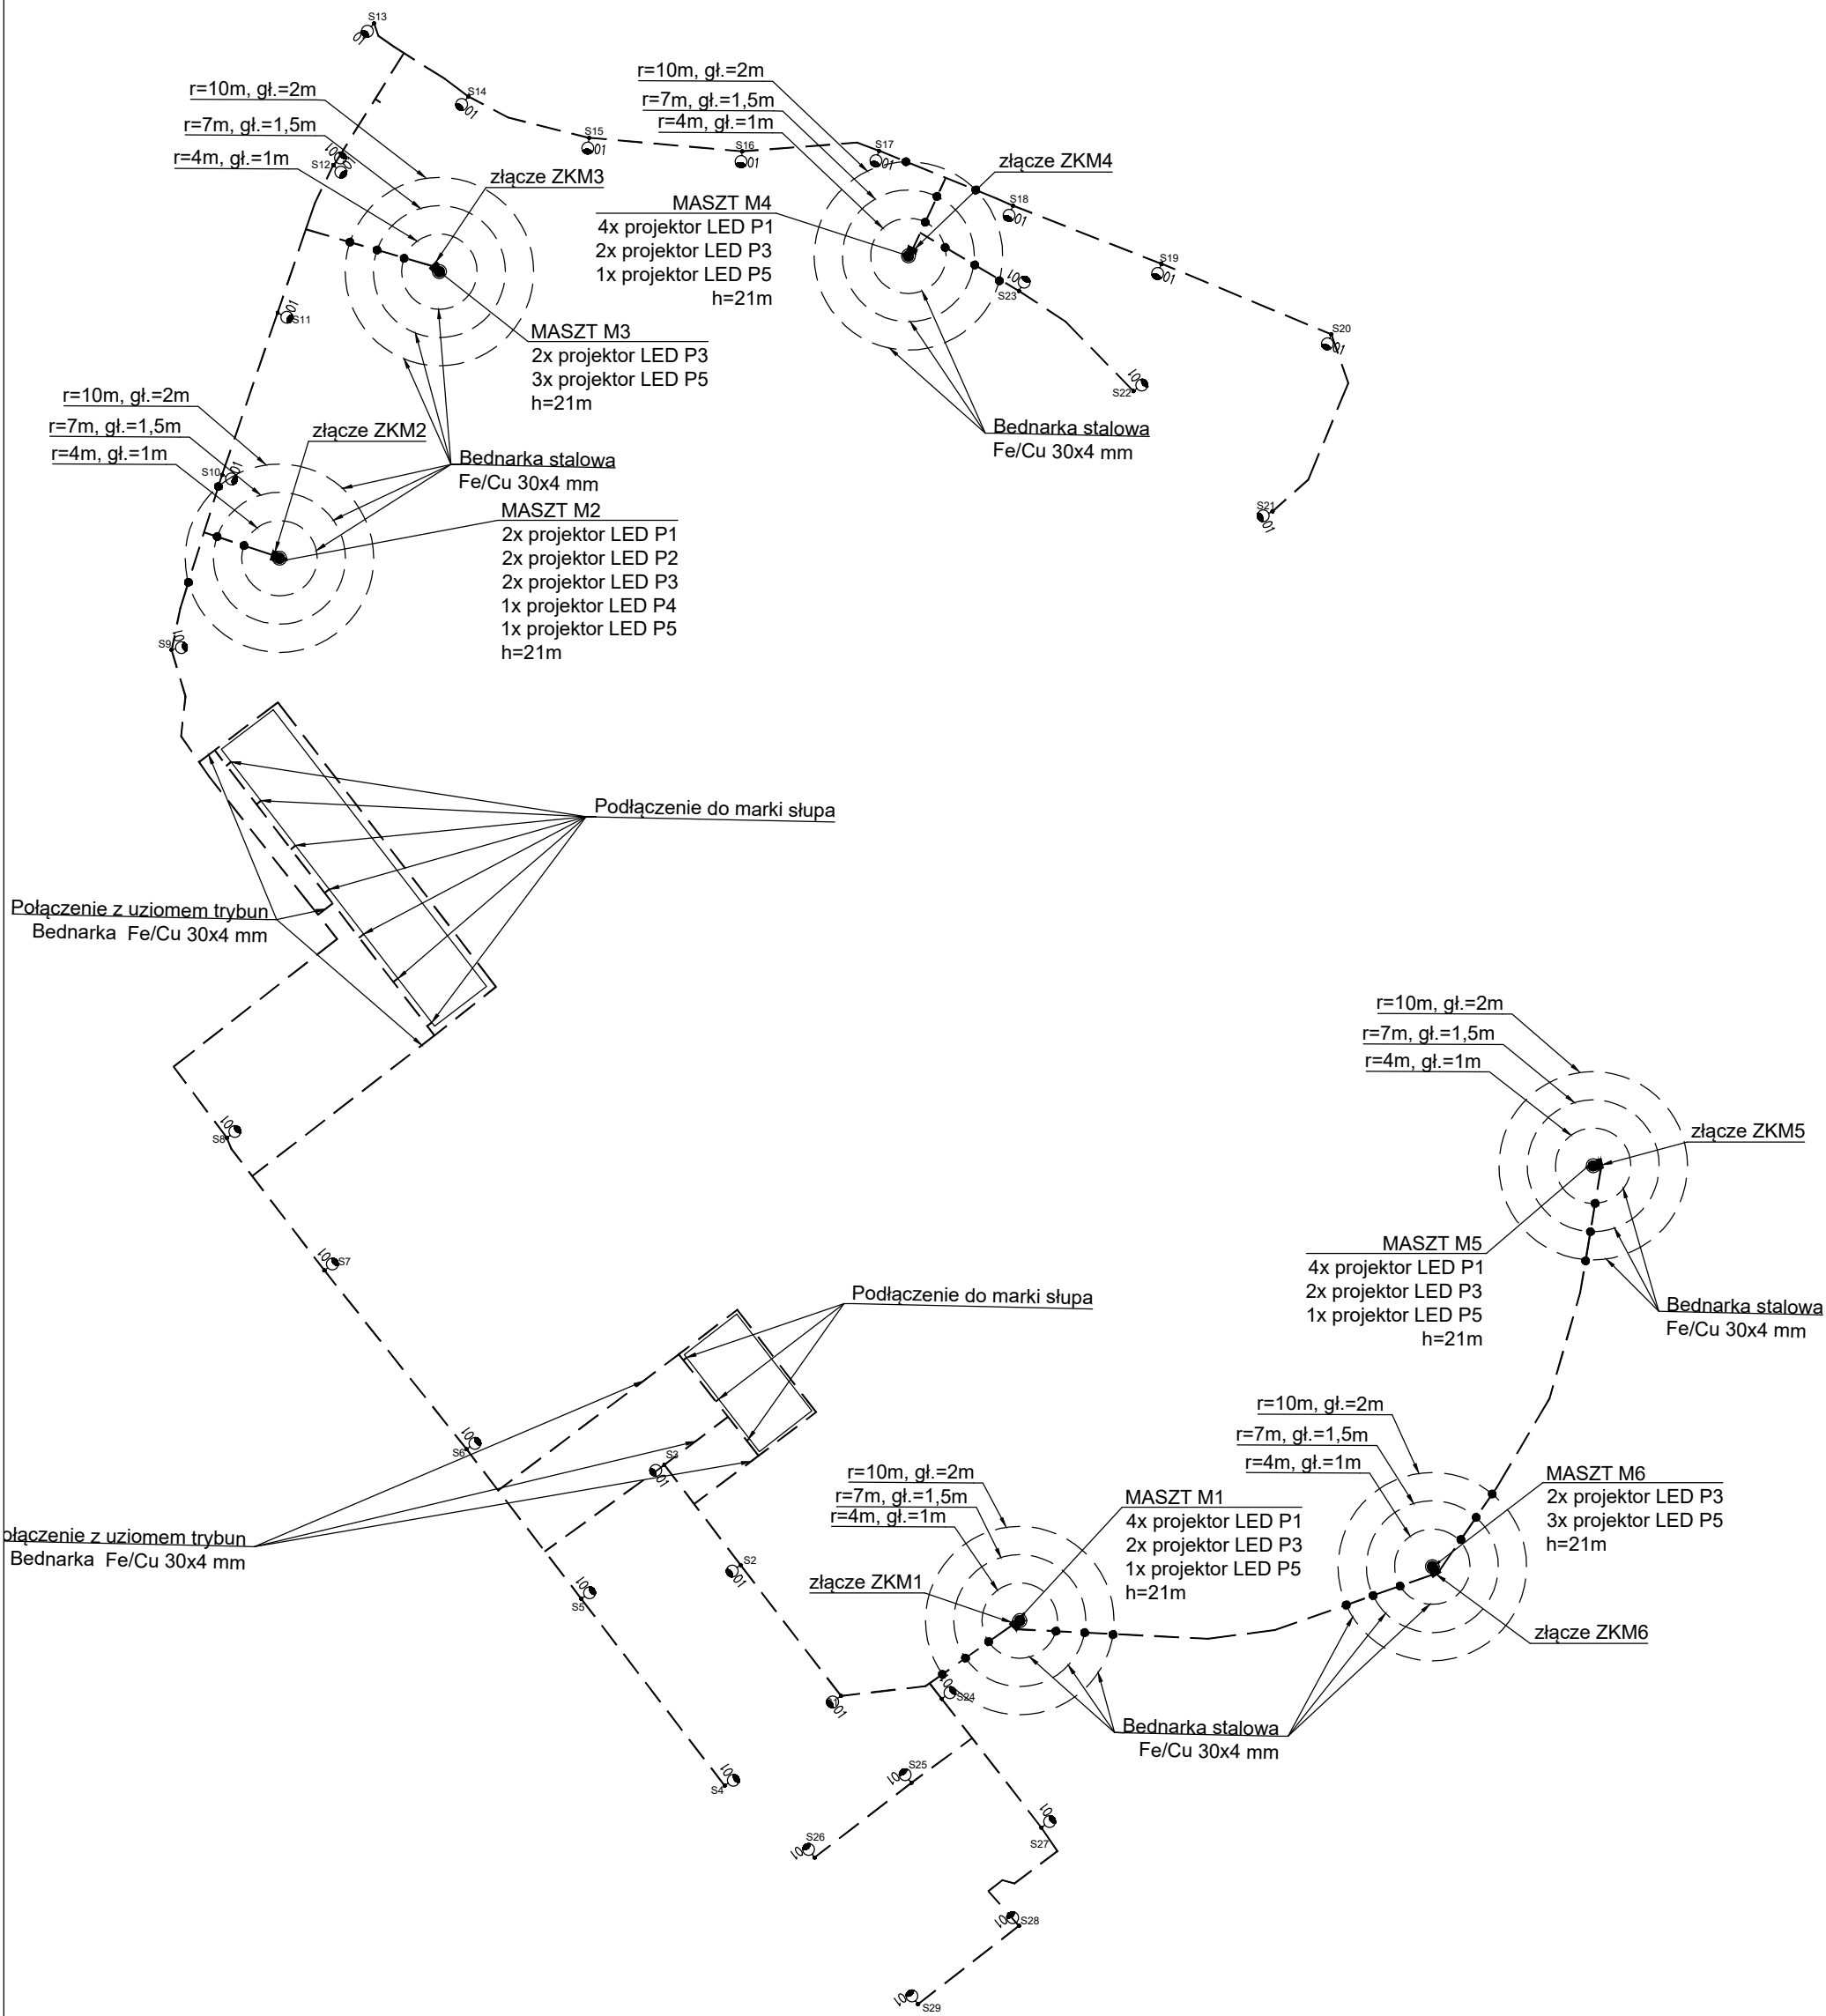 S13
01
S14
01
S15
01
S16
01
S17
01
S18
01
S19
01
S20
01
S21
01
S22
01
S23
01
r=10m, gł.=2m
r=7m, gł.=1,5m
r=4m, gł.=1m
złącze ZKM4
MASZT M4
4x projektor LED P1
2x projektor LED P3
1x projektor LED P5
h=21m
Bednarka stalowa
Fe/Cu 30x4 mm
r=10m, gł.=2m
r=7m, gł.=1,5m
r=4m, gł.=1m
S12
01
01
złącze ZKM3
MASZT M3
2x projektor LED P3
3x projektor LED P5
h=21m
S11
01
r=10m, gł.=2m
r=7m, gł.=1,5m
r=4m, gł.=1m
złącze ZKM2
S10
01
Bednarka stalowa
Fe/Cu 30x4 mm
MASZT M2
2x projektor LED P1
2x projektor LED P2
2x projektor LED P3
1x projektor LED P4
1x projektor LED P5
h=21m
S9
01
Podłączenie do marki słupa
Połączenie z uziomem trybun
Bednarka Fe/Cu 30x4 mm
S8
01
S7
01
S6
01
r=10m, gł.=2m
r=7m, gł.=1,5m
r=4m, gł.=1m
złącze ZKM5
MASZT M5
4x projektor LED P1
2x projektor LED P3
1x projektor LED P5
h=21m
Bednarka stalowa
Fe/Cu 30x4 mm
Podłączenie do marki słupa
S3
01
ołączenie z uziomem trybun
Bednarka Fe/Cu 30x4 mm
S2
01
S5
01
S4
01
01
r=10m, gł.=2m
r=7m, gł.=1,5m
r=4m, gł.=1m
MASZT M1
4x projektor LED P1
2x projektor LED P3
1x projektor LED P5
h=21m
złącze ZKM1
r=10m, gł.=2m
r=7m, gł.=1,5m
r=4m, gł.=1m
MASZT M6
2x projektor LED P3
3x projektor LED P5
h=21m
złącze ZKM6
Bednarka stalowa
Fe/Cu 30x4 mm
S24
01
S25
01
S26
01
S27
01
S28
01
S29
01